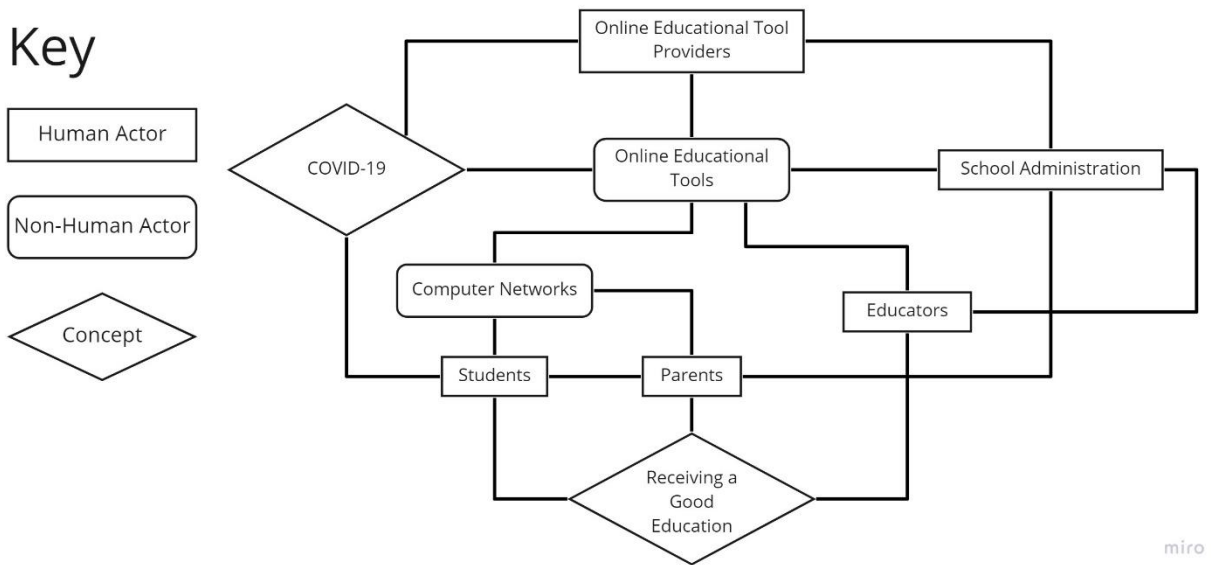 Key
Human Actor
Non-Human Actor
Concept
Online Educational Tool
Providers
COVID-19
Online Educational
Tools
School Administration
Computer Networks
Educators
Students
Parents
Receiving a
Good
Education
miro